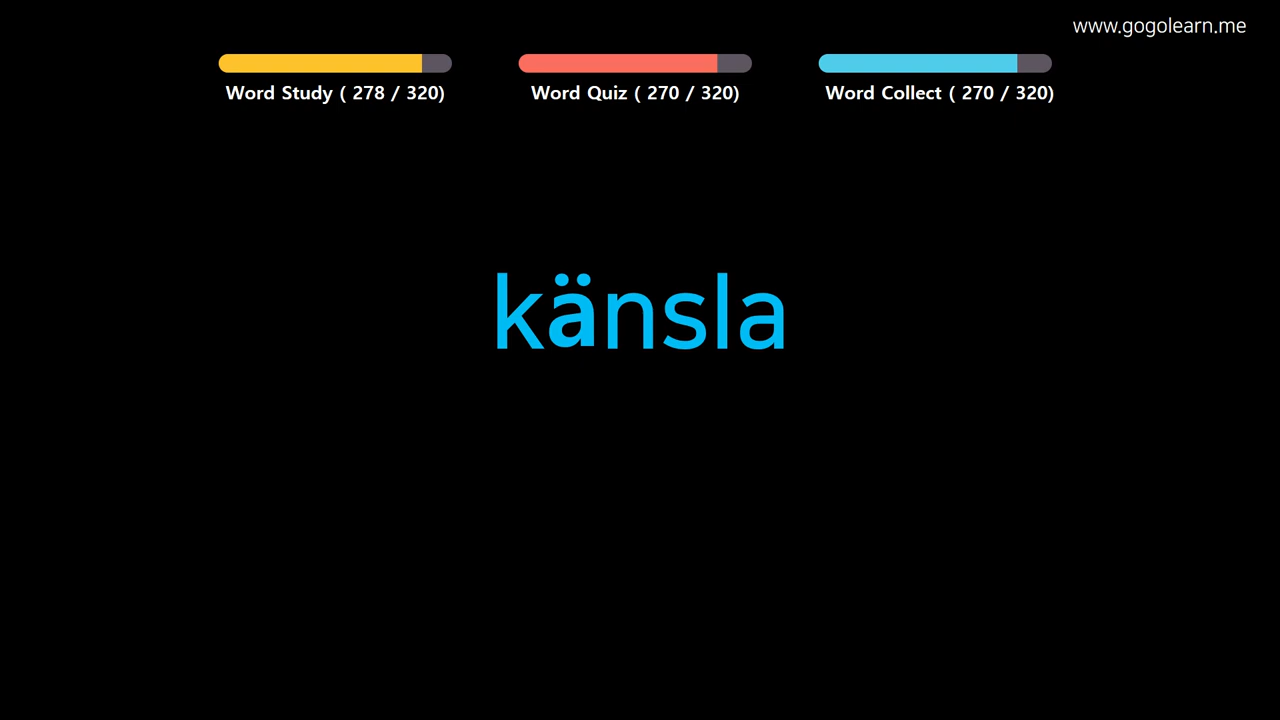 www.gogolearn.me
Word Study ( 278 / 320)
Word Quiz ( 270 / 320)
Word Collect ( 270 / 320)
känsla